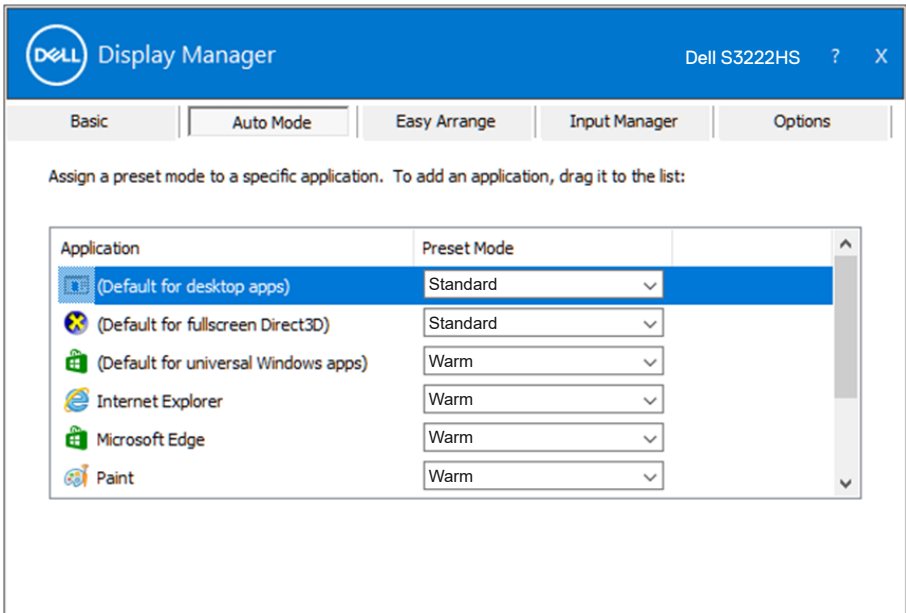 DELL Display Manager Dell S3222HS ? X
Basic Auto Mode Easy Arrange Input Manager Options
Assign a preset mode to a specific application. To add an application, drag it to the list:
Application Preset Mode
(Default for desktop apps) Standard
(Default for fullscreen Direct3D) Standard
(Default for universal Windows apps) Warm
Internet Explorer Warm
Microsoft Edge Warm
Paint Warm